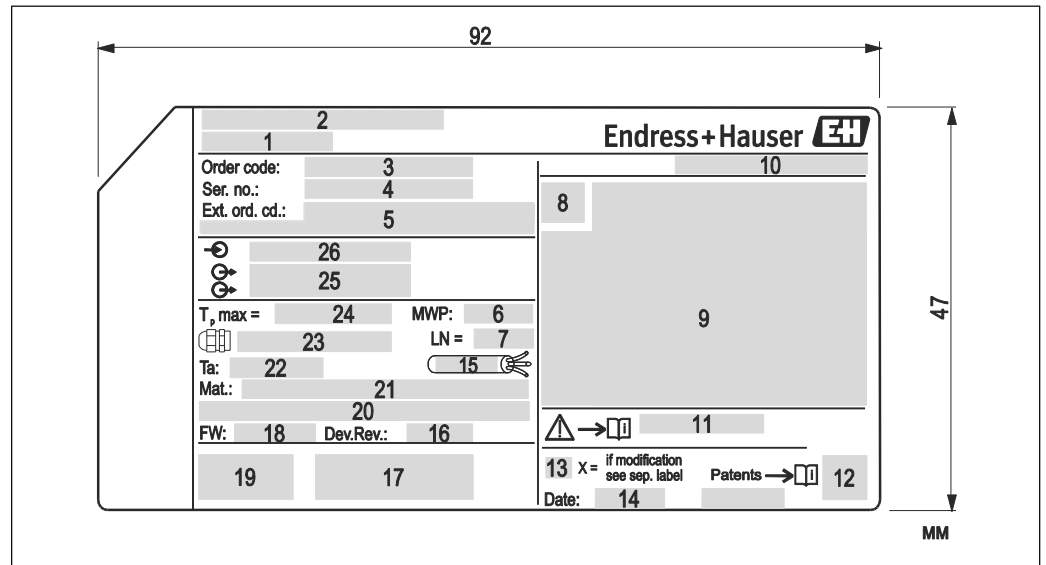 92
2
1
Endress+Hauser EH
Order code: 3
10
Ser. no.: 4
8
Ext. ord. cd.: 5
26
25
9
47
Tp max = 24 MWP: 6
23 LN = 7
Ta: 22 15
Mat.: 21
20
11
FW: 18 Dev.Rev.: 16
i
19 17
13 X = if modification
see sep. label
Patents i 12
Date: 14
MM